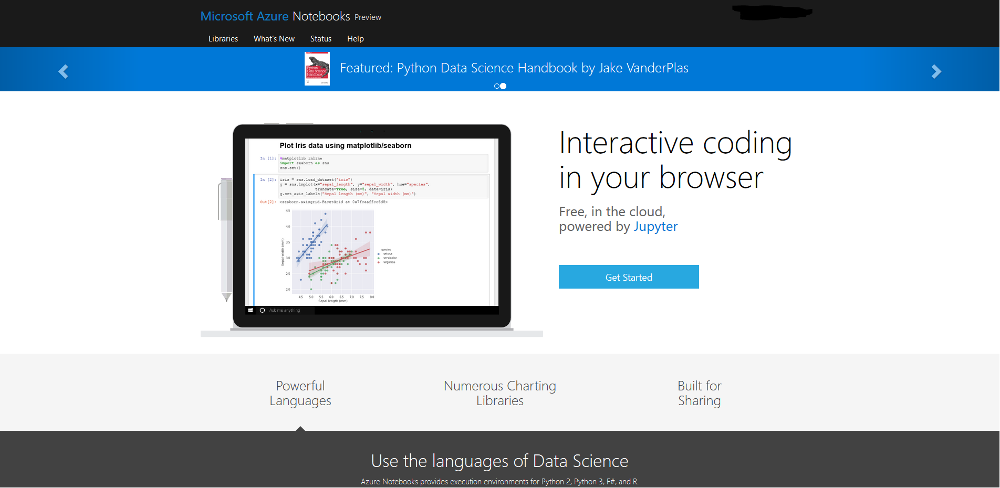 Microsoft Azure Notebooks Preview
Libraries What's New Status Help
Python
Data Science
Handbook
Featured: Python Data Science Handbook by Jake VanderPlas
Plot Iris data using matplotlib/seaborn
In [1]: %matplotlib inline
import seaborn as sns
sns.set()
In [2]: iris = sns.load_dataset("iris")
g = sns.lmplot(x="sepal_length", y="sepal_width", hue="species",
truncate=True, size=5, data=iris)
g.set_axis_labels("Sepal length (mm)", "Sepal width (mm)")
Out[2]: <seaborn.axisgrid.FacetGrid at 0x7fcaaffcc6d8>
4.5
4.0
3.5
3.0
2.5
2.0
Sepal width (mm)
species
setosa
versicolor
virginica
4.5 5.0 5.5 6.0 6.5 7.0 7.5 8.0
Sepal length (mm)
Ask me anything
Interactive coding
in your browser
Free, in the cloud,
powered by Jupyter
Get Started
Powerful
Languages
Numerous Charting
Libraries
Built for
Sharing
Use the languages of Data Science
Azure Notebooks provides execution environments for Python 2, Python 3, F#, and R.